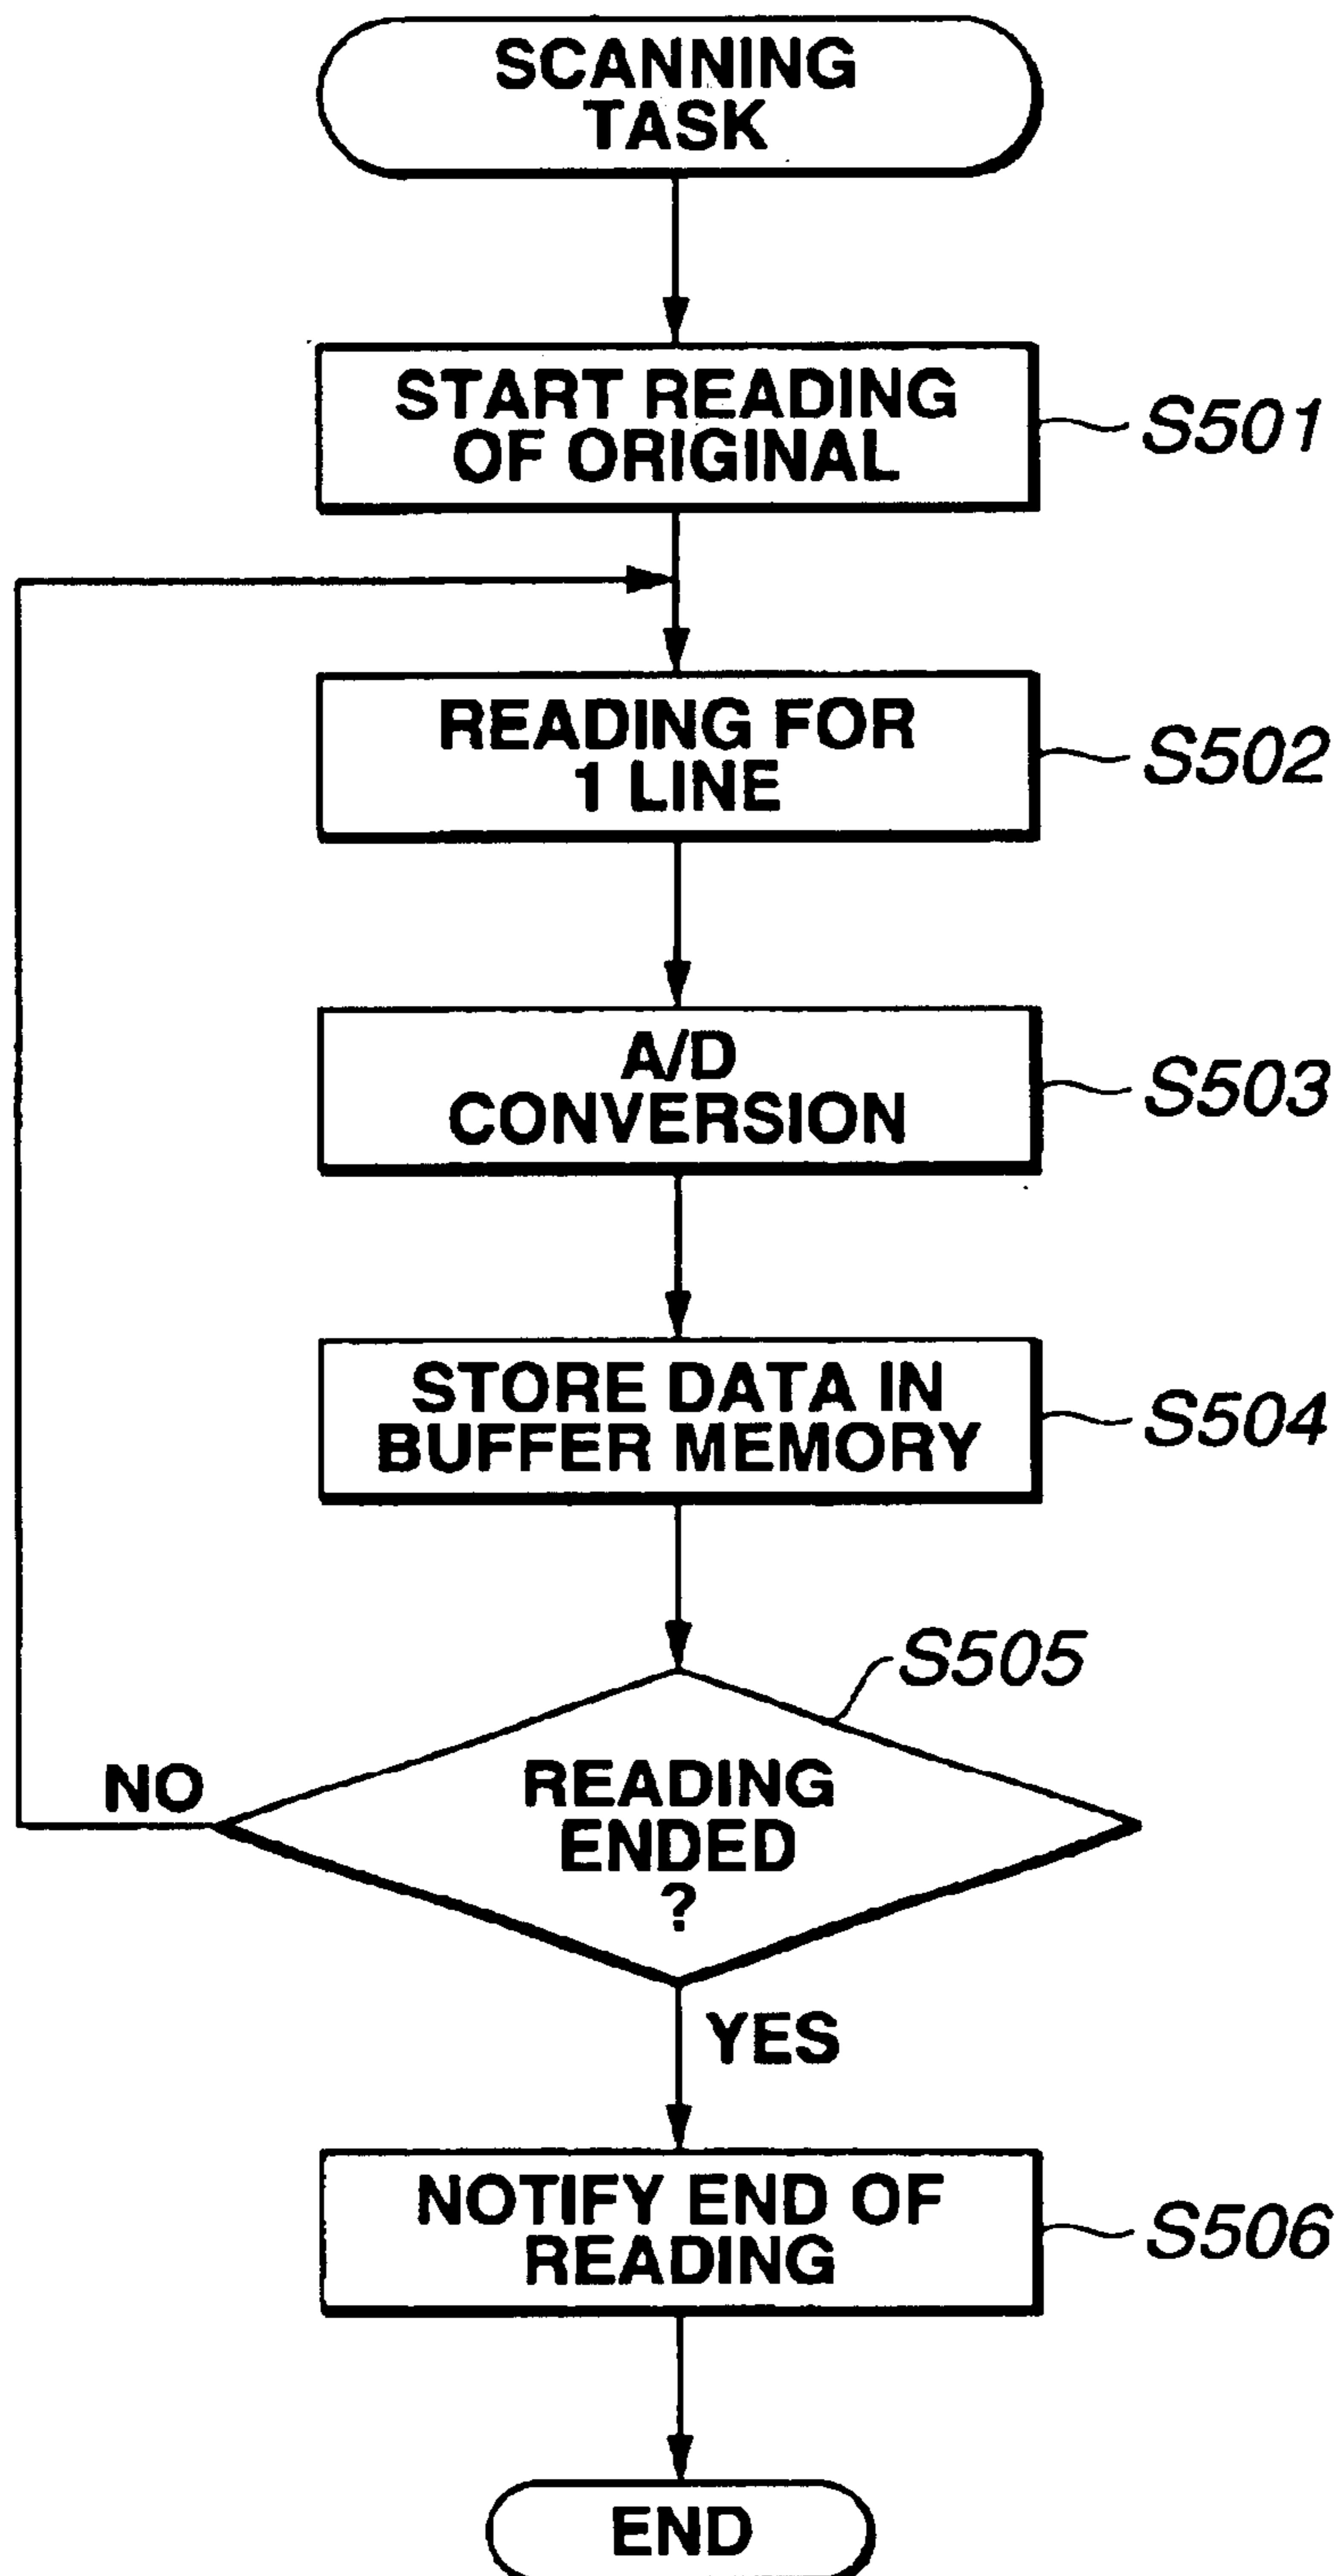 SCANNING
TASK
START READING
OF ORIGINAL
S501
READING FOR
1 LINE
S502
A/D
CONVERSION
S503
STORE DATA IN
BUFFER MEMORY
S504
S505
READING
ENDED
?
NO
YES
NOTIFY END OF
READING
S506
END